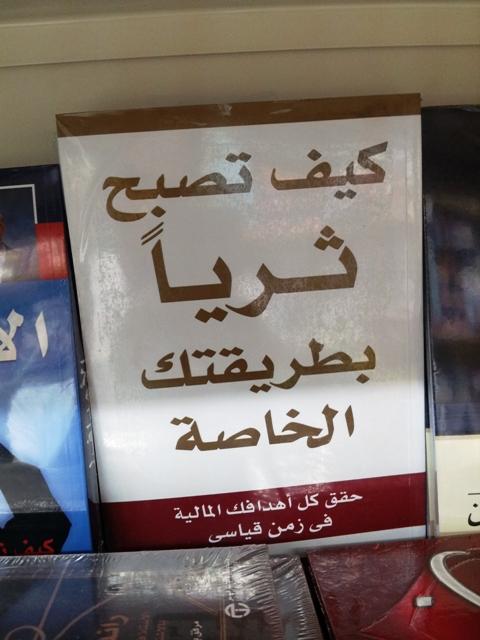 كيف تصبح
ثرياً
بطريقتك
الخاصة
حقق كل أهدافك المالية
فى زمن قياسى